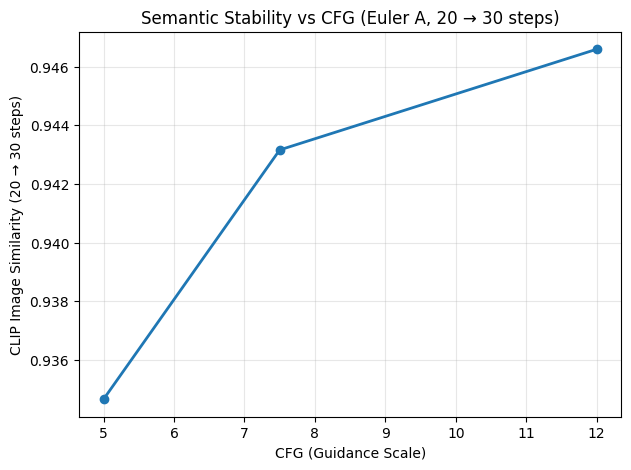 Semantic Stability vs CFG (Euler A, 20 → 30 steps)
CLIP Image Similarity (20 → 30 steps)
0.946
0.944
0.942
0.940
0.938
0.936
5 6 7 8 9 10 11 12
CFG (Guidance Scale)